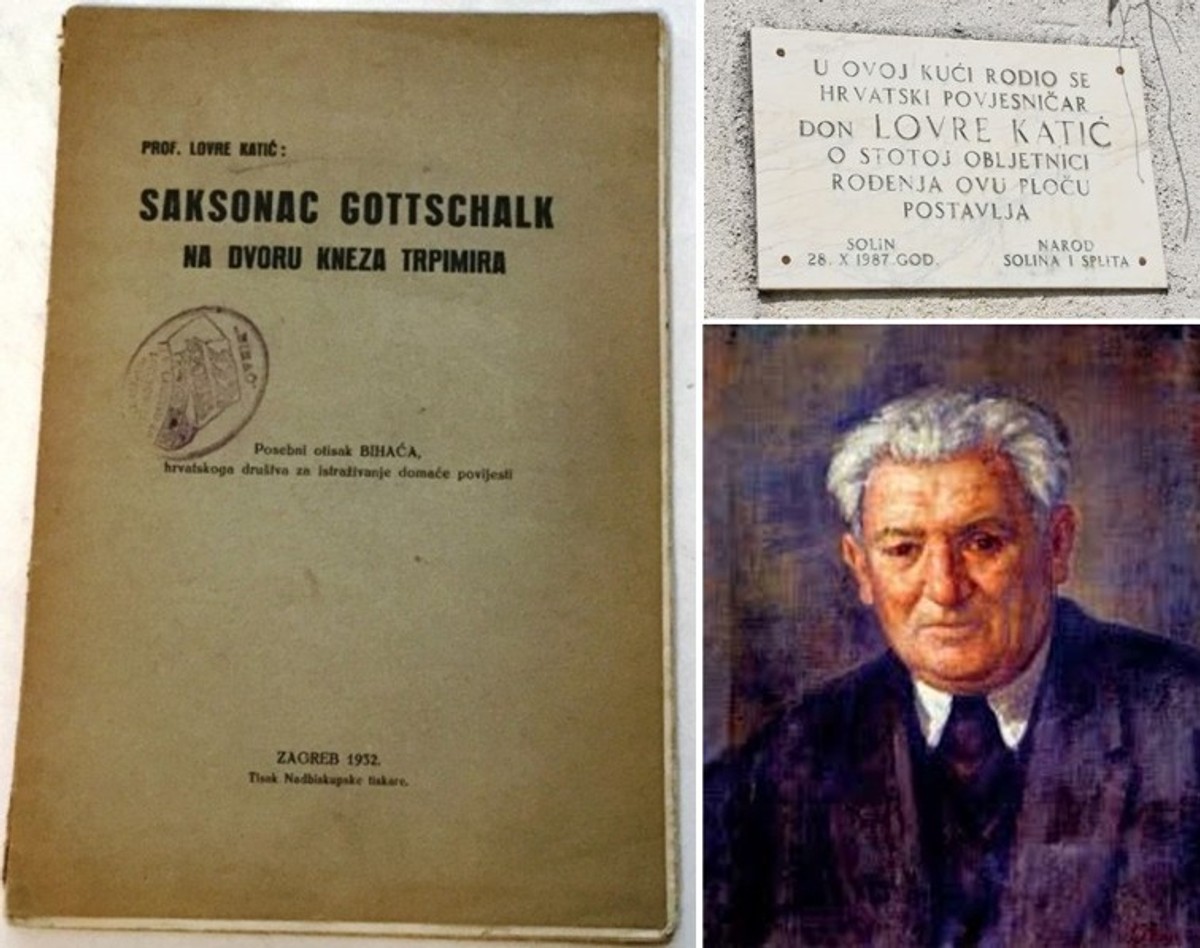 PROF. LOVRE KATIĆ:
SAKSONAC GOTTSCHALK
NA DVORU KNEZA TRPIMIRA
„BIHAĆ“
Posebni otisak BIHAĆA,
hrvatskoga društva za istraživanje domaće povijesti
ZAGREB 1932.
Tisak Nadbiskupske tiskare.
U OVOJ KUĆI RODIO SE
HRVATSKI POVJESNIČAR
DON LOVRE KATIĆ
O STOTOJ OBLJETNICI
ROĐENJA OVU PLOČU
POSTAVLJA
SOLIN
28. X 1987. GOD.
NAROD
SOLINA I SPLITA